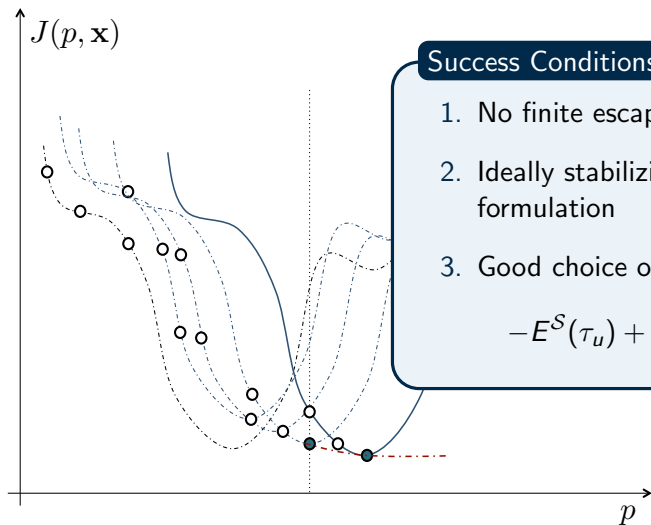 J(p, x)
Success Conditions
1. No finite escap
2. Ideally stabilizi
formulation
3. Good choice o
−E^S(τ_u) +
p